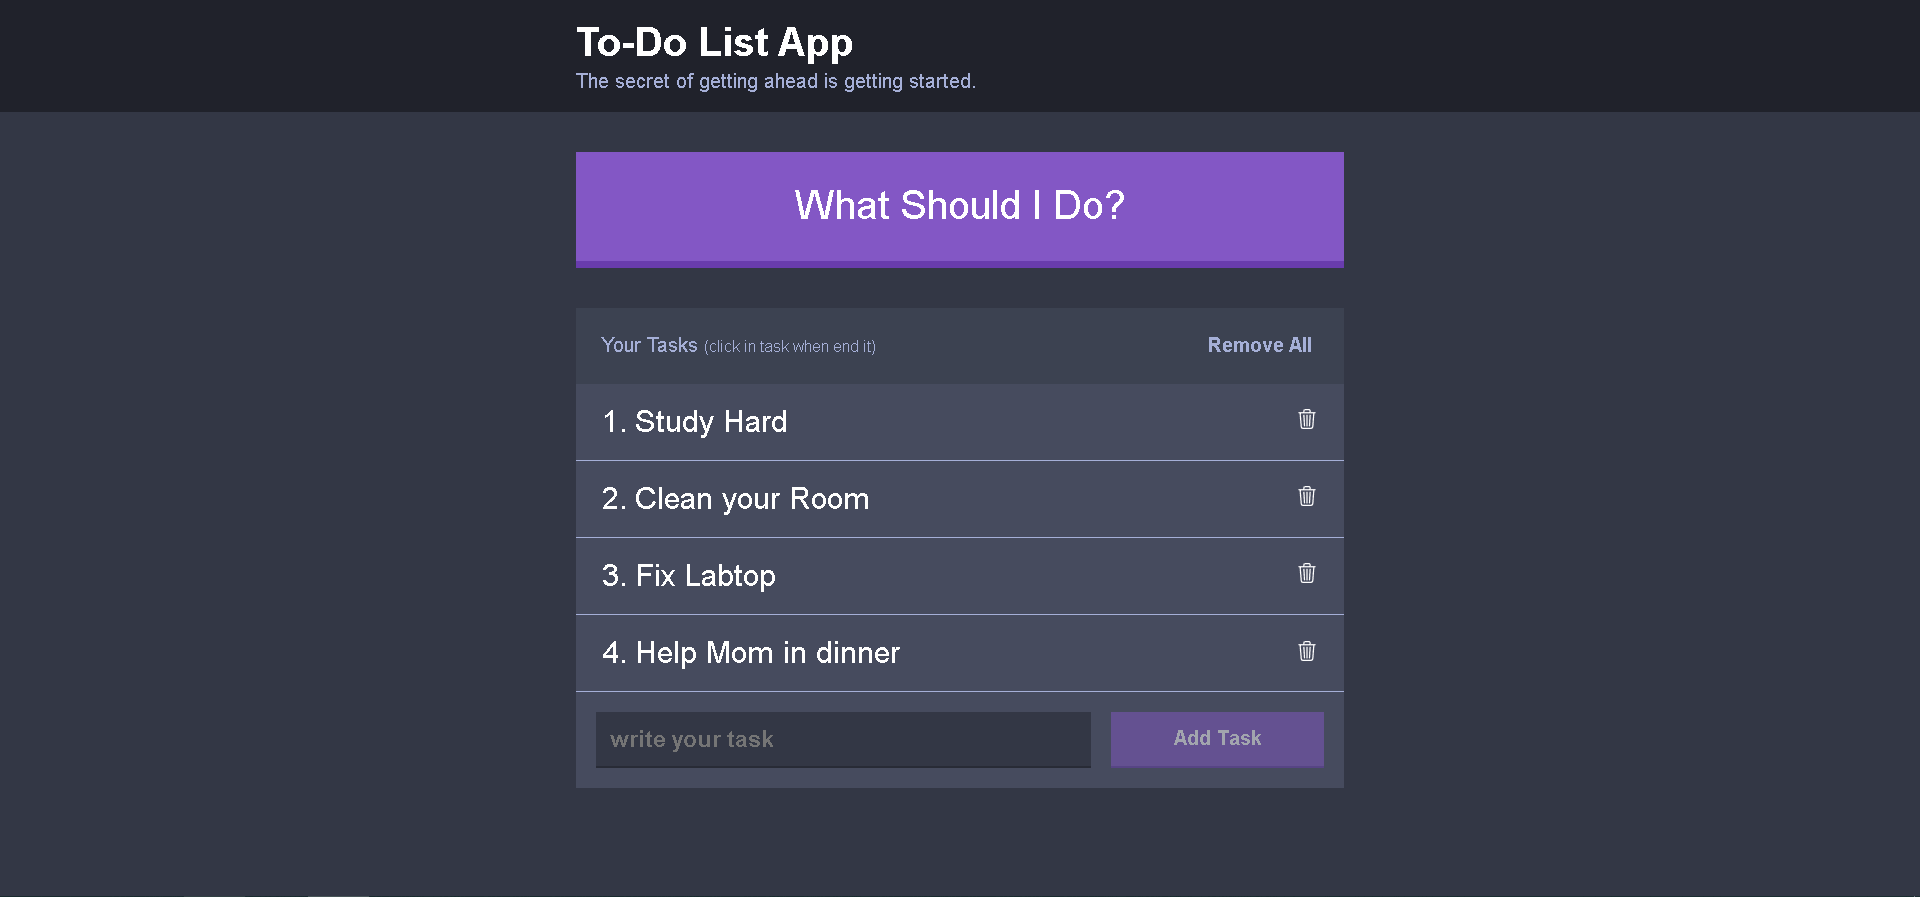 To-Do List App
The secret of getting ahead is getting started.
What Should I Do?
Your Tasks (click in task when end it) Remove All
1. Study Hard
2. Clean your Room
3. Fix Labtop
4. Help Mom in dinner
write your task Add Task